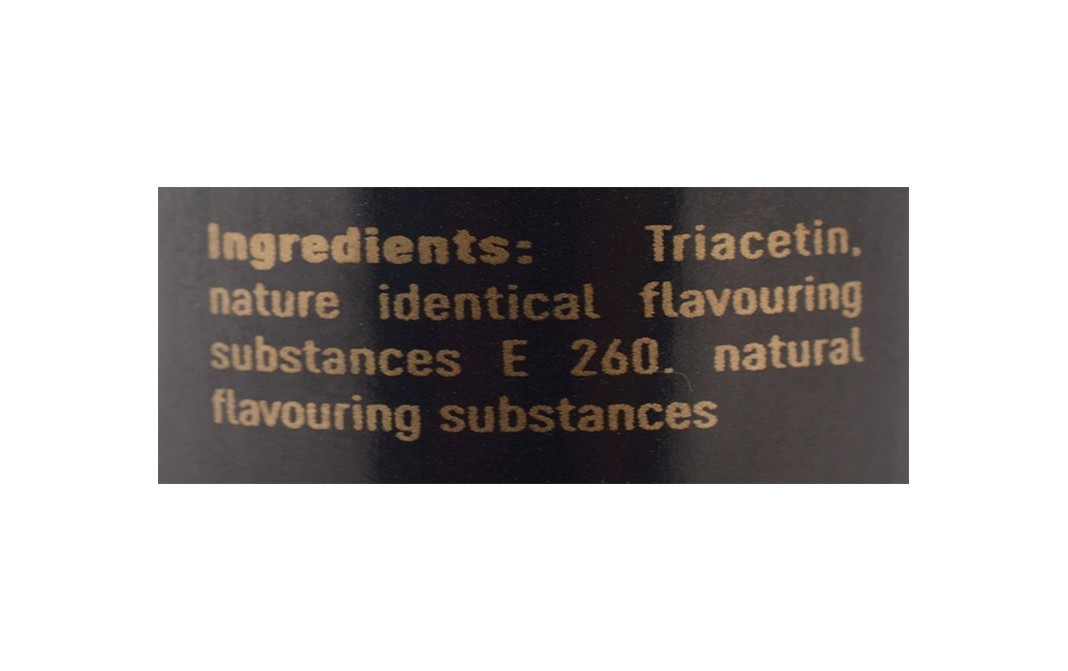 Ingredients: Triacetin,
nature identical flavouring
substances E 260. natural
flavouring substances